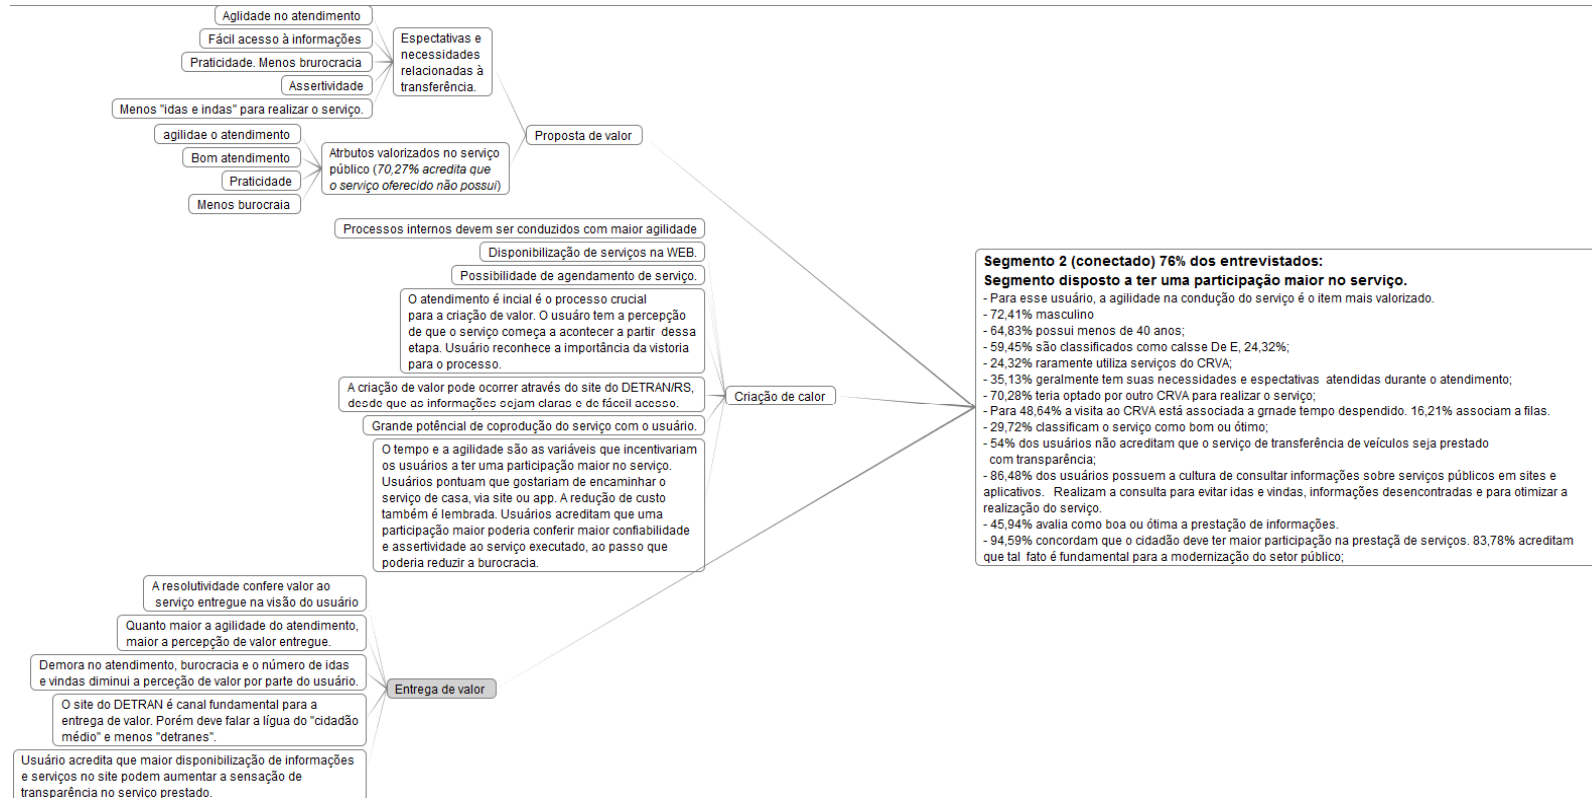 Aglidade no atendimento
Fácil acesso à informações
Praticidade. Menos brurocracia
Assertividade
Menos "idas e indas" para realizar o serviço.
Espectativas e
necessidades
relacionadas à
transferência.
agilidae o atendimento
Bom atendimento
Praticidade
Menos burocraia
Atrbutos valorizados no serviço
público (70,27% acredita que
o serviço oferecido não possui)
Proposta de valor
Processos internos devem ser conduzidos com maior agilidade
Disponibilização de serviços na WEB.
Possibilidade de agendamento de serviço.
O atendimento é incial é o processo crucial
para a criação de valor. O usuáro tem a percepção
de que o serviço começa a acontecer a partir dessa
etapa. Usuário reconhece a importância da vistoria
para o processo.
A criação de valor pode ocorrer através do site do DETRAN/RS,
desde que as informações sejam claras e de fáceil acesso.
Grande potêncial de coprodução do serviço com o usuário.
O tempo e a agilidade são as variáveis que incentivariam
os usuários a ter uma participação maior no serviço.
Usuários pontuam que gostariam de encaminhar o
serviço de casa, via site ou app. A redução de custo
também é lembrada. Usuários acreditam que uma
participação maior poderia conferir maior confiabilidade
e assertividade ao serviço executado, ao passo que
poderia reduzir a burocracia.
Criação de calor
A resolutividade confere valor ao
serviço entregue na visão do usuário
Quanto maior a agilidade do atendimento,
maior a percepção de valor entregue.
Demora no atendimento, burocracia e o número de idas
e vindas diminui a perceção de valor por parte do usuário.
O site do DETRAN é canal fundamental para a
entrega de valor. Porém deve falar a lígua do "cidadão
médio" e menos "detranes".
Usuário acredita que maior disponibilização de informações
e serviços no site podem aumentar a sensação de
transparência no serviço prestado.
Entrega de valor
Segmento 2 (conectado) 76% dos entrevistados:
Segmento disposto a ter uma participação maior no serviço.
- Para esse usuário, a agilidade na condução do serviço é o item mais valorizado.
- 72,41% masculino
- 64,83% possui menos de 40 anos;
- 59,45% são classificados como calsse De E, 24,32%;
- 24,32% raramente utiliza serviços do CRVA;
- 35,13% geralmente tem suas necessidades e espectativas atendidas durante o atendimento;
- 70,28% teria optado por outro CRVA para realizar o serviço;
- Para 48,64% a visita ao CRVA está associada a grnade tempo despendido. 16,21% associam a filas.
- 29,72% classificam o serviço como bom ou ótimo;
- 54% dos usuários não acreditam que o serviço de transferência de veículos seja prestado
com transparência;
- 86,48% dos usuários possuem a cultura de consultar informações sobre serviços públicos em sites e
aplicativos. Realizam a consulta para evitar idas e vindas, informações desencontradas e para otimizar a
realização do serviço.
- 45,94% avalia como boa ou ótima a prestação de informações.
- 94,59% concordam que o cidadão deve ter maior participação na prestaçã de serviços. 83,78% acreditam
que tal fato é fundamental para a modernização do setor público;